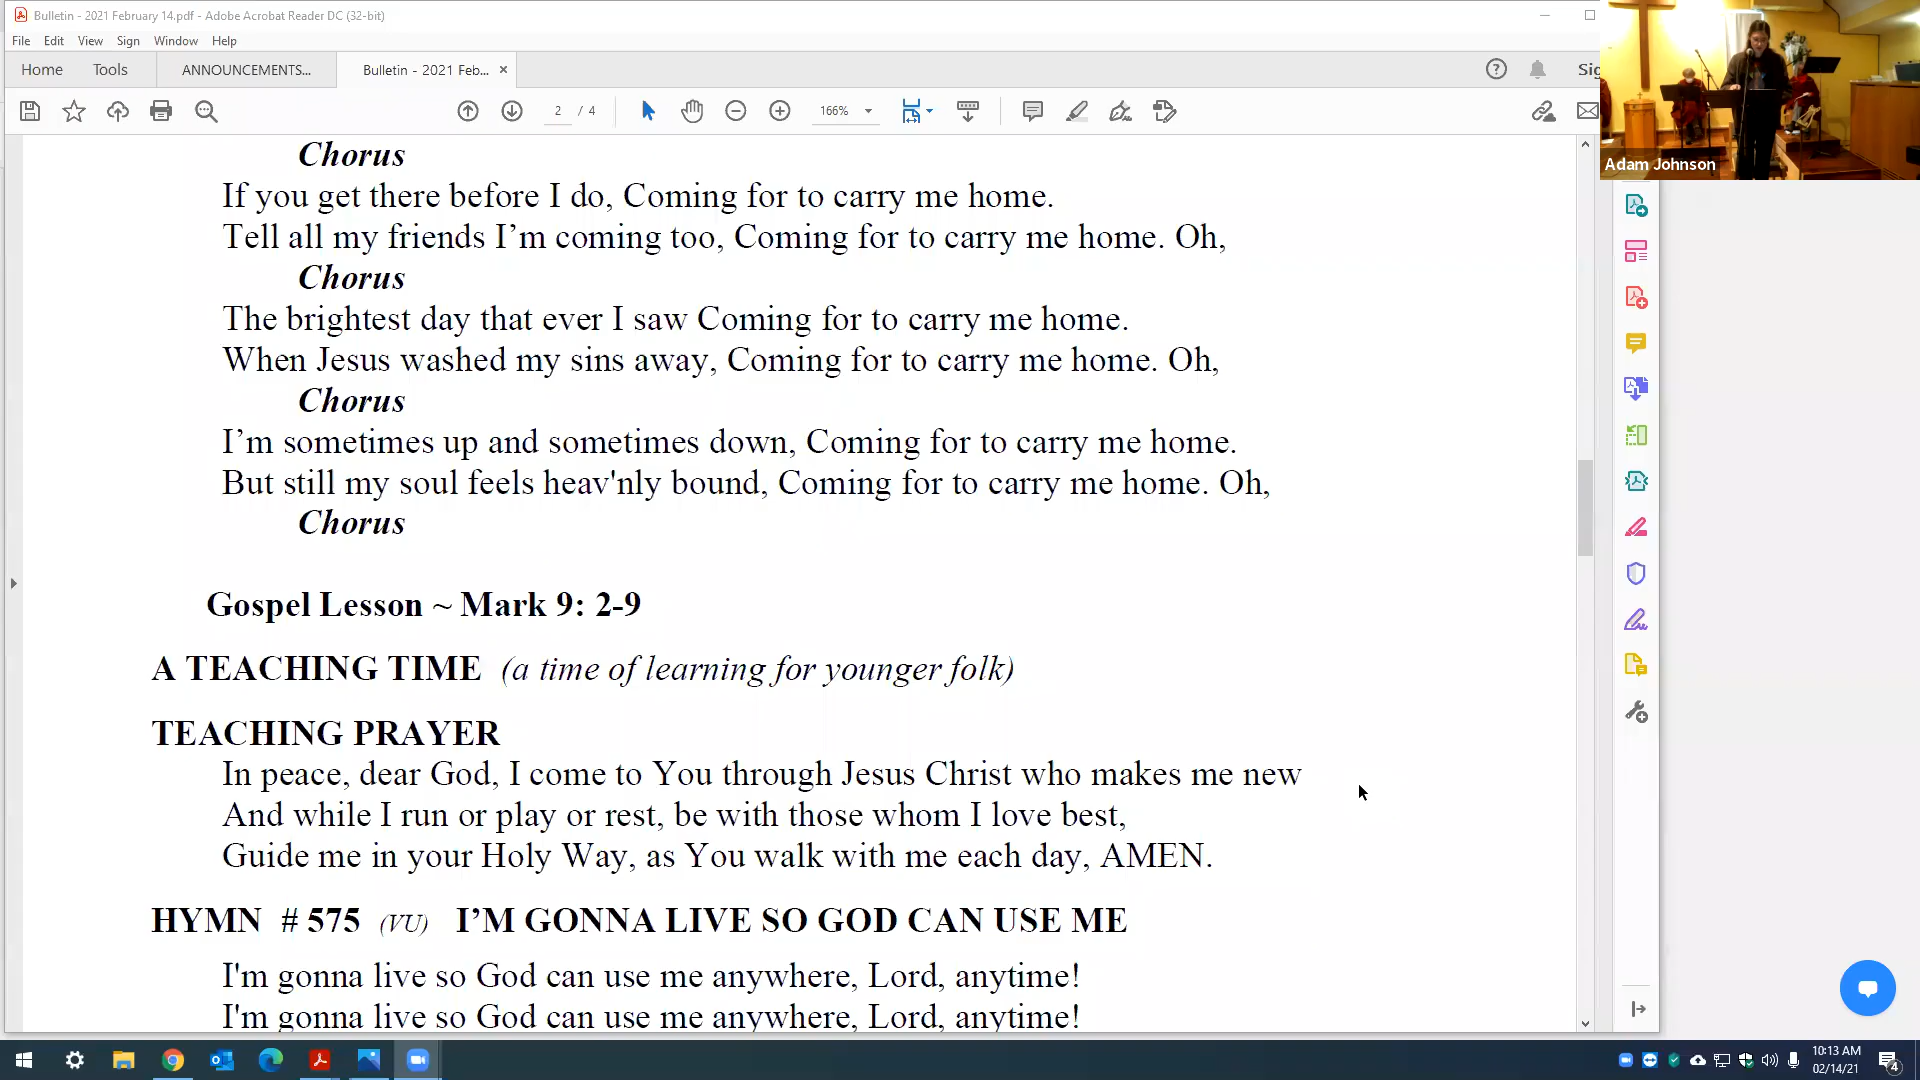 Bulletin - 2021 February 14.pdf - Adobe Acrobat Reader DC (32-bit)
File Edit View Sign Window Help
Home Tools ANNOUNCEMENTS... Bulletin - 2021 Feb... ×
2 / 4 166%
Adam Johnson
Chorus
If you get there before I do, Coming for to carry me home.
Tell all my friends I’m coming too, Coming for to carry me home. Oh,
Chorus
The brightest day that ever I saw Coming for to carry me home.
When Jesus washed my sins away, Coming for to carry me home. Oh,
Chorus
I’m sometimes up and sometimes down, Coming for to carry me home.
But still my soul feels heav'nly bound, Coming for to carry me home. Oh,
Chorus
Gospel Lesson ~ Mark 9: 2-9
A TEACHING TIME (a time of learning for younger folk)
TEACHING PRAYER
In peace, dear God, I come to You through Jesus Christ who makes me new
And while I run or play or rest, be with those whom I love best,
Guide me in your Holy Way, as You walk with me each day, AMEN.
HYMN # 575 (VU) I’M GONNA LIVE SO GOD CAN USE ME
I'm gonna live so God can use me anywhere, Lord, anytime!
I'm gonna live so God can use me anywhere, Lord, anytime!
10:13 AM
02/14/21
4